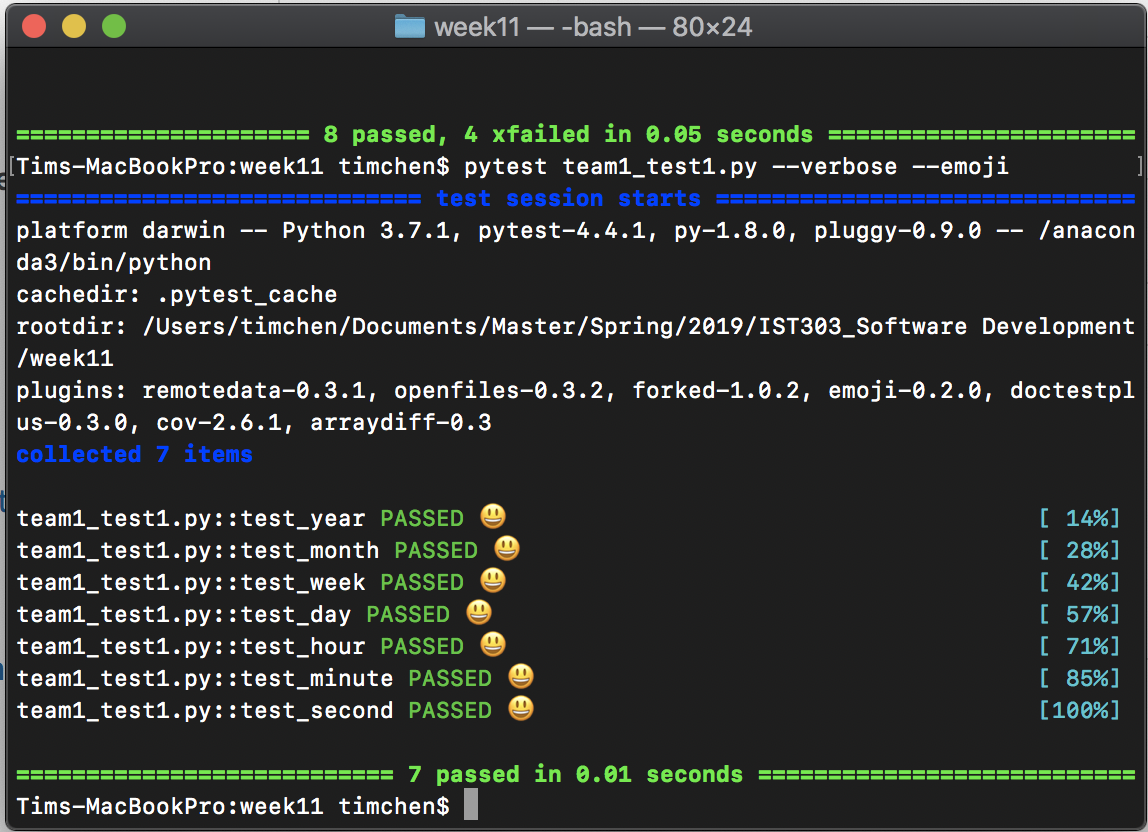 week11 — -bash — 80×24
===================== 8 passed, 4 xfailed in 0.05 seconds ======================
[Tims-MacBookPro:week11 timchen$ pytest team1_test1.py --verbose --emoji ]
============================= test session starts ==============================
platform darwin -- Python 3.7.1, pytest-4.4.1, py-1.8.0, pluggy-0.9.0 -- /anacon
da3/bin/python
cachedir: .pytest_cache
rootdir: /Users/timchen/Documents/Master/Spring/2019/IST303_Software Development
/week11
plugins: remotedata-0.3.1, openfiles-0.3.2, forked-1.0.2, emoji-0.2.0, doctestpl
us-0.3.0, cov-2.6.1, arraydiff-0.3
collected 7 items
team1_test1.py::test_year PASSED 😃 [ 14%]
team1_test1.py::test_month PASSED 😃 [ 28%]
team1_test1.py::test_week PASSED 😃 [ 42%]
team1_test1.py::test_day PASSED 😃 [ 57%]
team1_test1.py::test_hour PASSED 😃 [ 71%]
team1_test1.py::test_minute PASSED 😃 [ 85%]
team1_test1.py::test_second PASSED 😃 [100%]
=========================== 7 passed in 0.01 seconds ===========================
Tims-MacBookPro:week11 timchen$